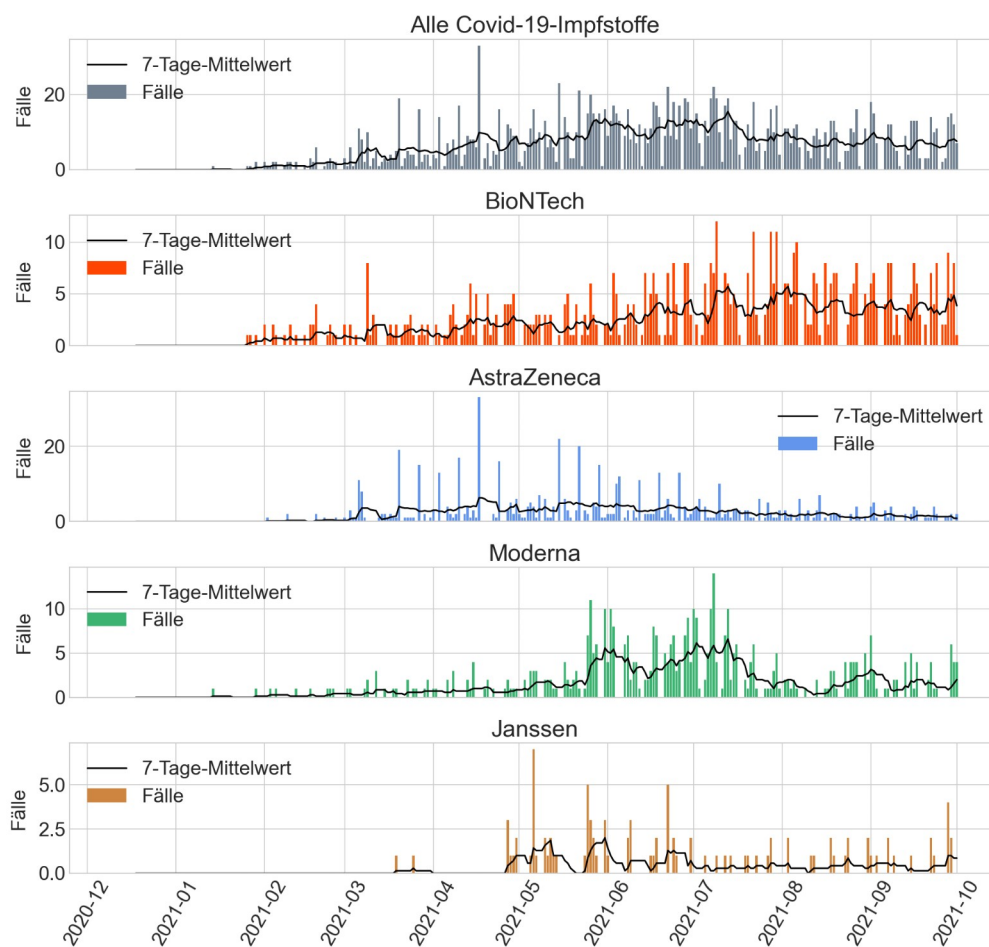 Alle Covid-19-Impfstoffe
7-Tage-Mittelwert
Fälle
Fälle
20
0
BioNTech
7-Tage-Mittelwert
Fälle
Fälle
10
5
0
AstraZeneca
7-Tage-Mittelwert
Fälle
Fälle
20
0
Moderna
7-Tage-Mittelwert
Fälle
Fälle
10
5
0
Janssen
7-Tage-Mittelwert
Fälle
Fälle
5.0
2.5
0.0
2020-12
2021-01
2021-02
2021-03
2021-04
2021-05
2021-06
2021-07
2021-08
2021-09
2021-10